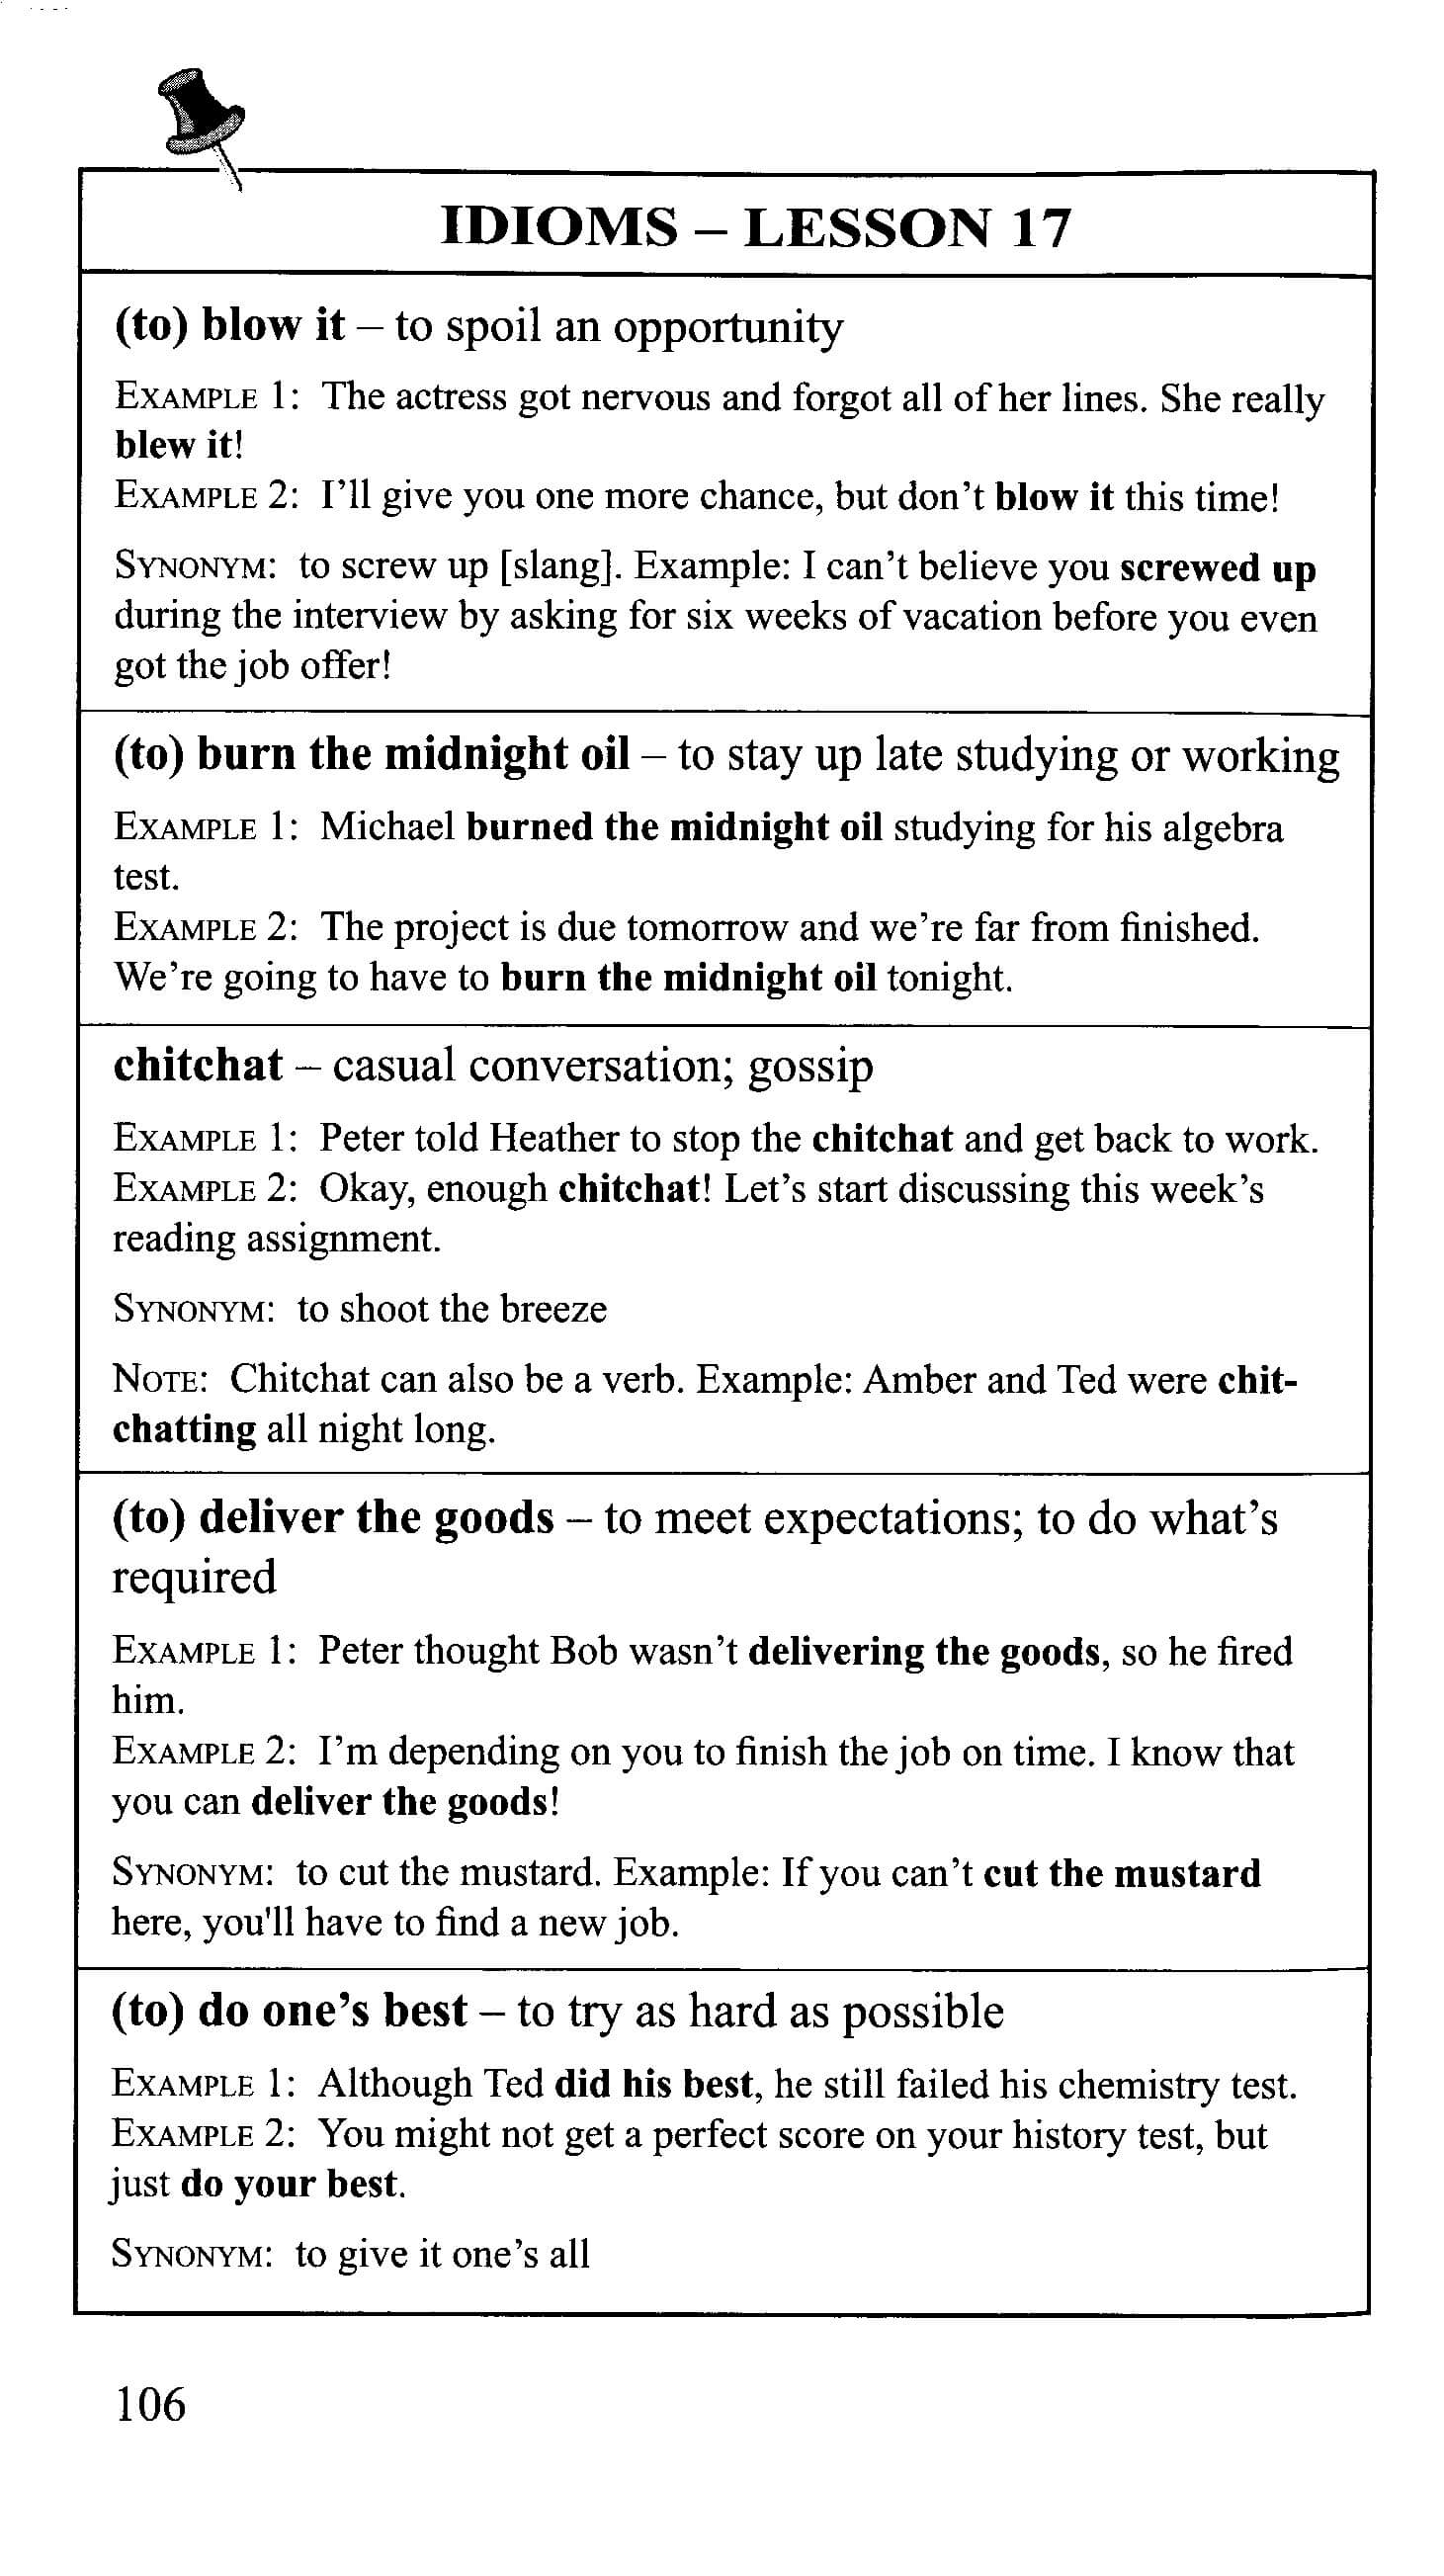 IDIOMS – LESSON 17
(to) blow it – to spoil an opportunity
EXAMPLE 1: The actress got nervous and forgot all of her lines. She really
blew it!
EXAMPLE 2: I’ll give you one more chance, but don’t blow it this time!
SYNONYM: to screw up [slang]. Example: I can’t believe you screwed up
during the interview by asking for six weeks of vacation before you even
got the job offer!
(to) burn the midnight oil – to stay up late studying or working
EXAMPLE 1: Michael burned the midnight oil studying for his algebra
test.
EXAMPLE 2: The project is due tomorrow and we’re far from finished.
We’re going to have to burn the midnight oil tonight.
chitchat – casual conversation; gossip
EXAMPLE 1: Peter told Heather to stop the chitchat and get back to work.
EXAMPLE 2: Okay, enough chitchat! Let’s start discussing this week’s
reading assignment.
SYNONYM: to shoot the breeze
NOTE: Chitchat can also be a verb. Example: Amber and Ted were chit-
chatting all night long.
(to) deliver the goods – to meet expectations; to do what’s
required
EXAMPLE 1: Peter thought Bob wasn’t delivering the goods, so he fired
him.
EXAMPLE 2: I’m depending on you to finish the job on time. I know that
you can deliver the goods!
SYNONYM: to cut the mustard. Example: If you can’t cut the mustard
here, you'll have to find a new job.
(to) do one’s best – to try as hard as possible
EXAMPLE 1: Although Ted did his best, he still failed his chemistry test.
EXAMPLE 2: You might not get a perfect score on your history test, but
just do your best.
SYNONYM: to give it one’s all
106